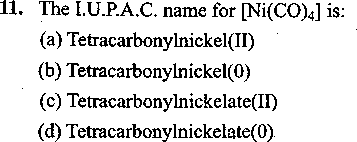 11. The I.U.P.A.C. name for [Ni(CO)₄] is:
(a) Tetracarbonylnickel(II)
(b) Tetracarbonylnickel(0)
(c) Tetracarbonylnickelate(II)
(d) Tetracarbonylnickelate(0)